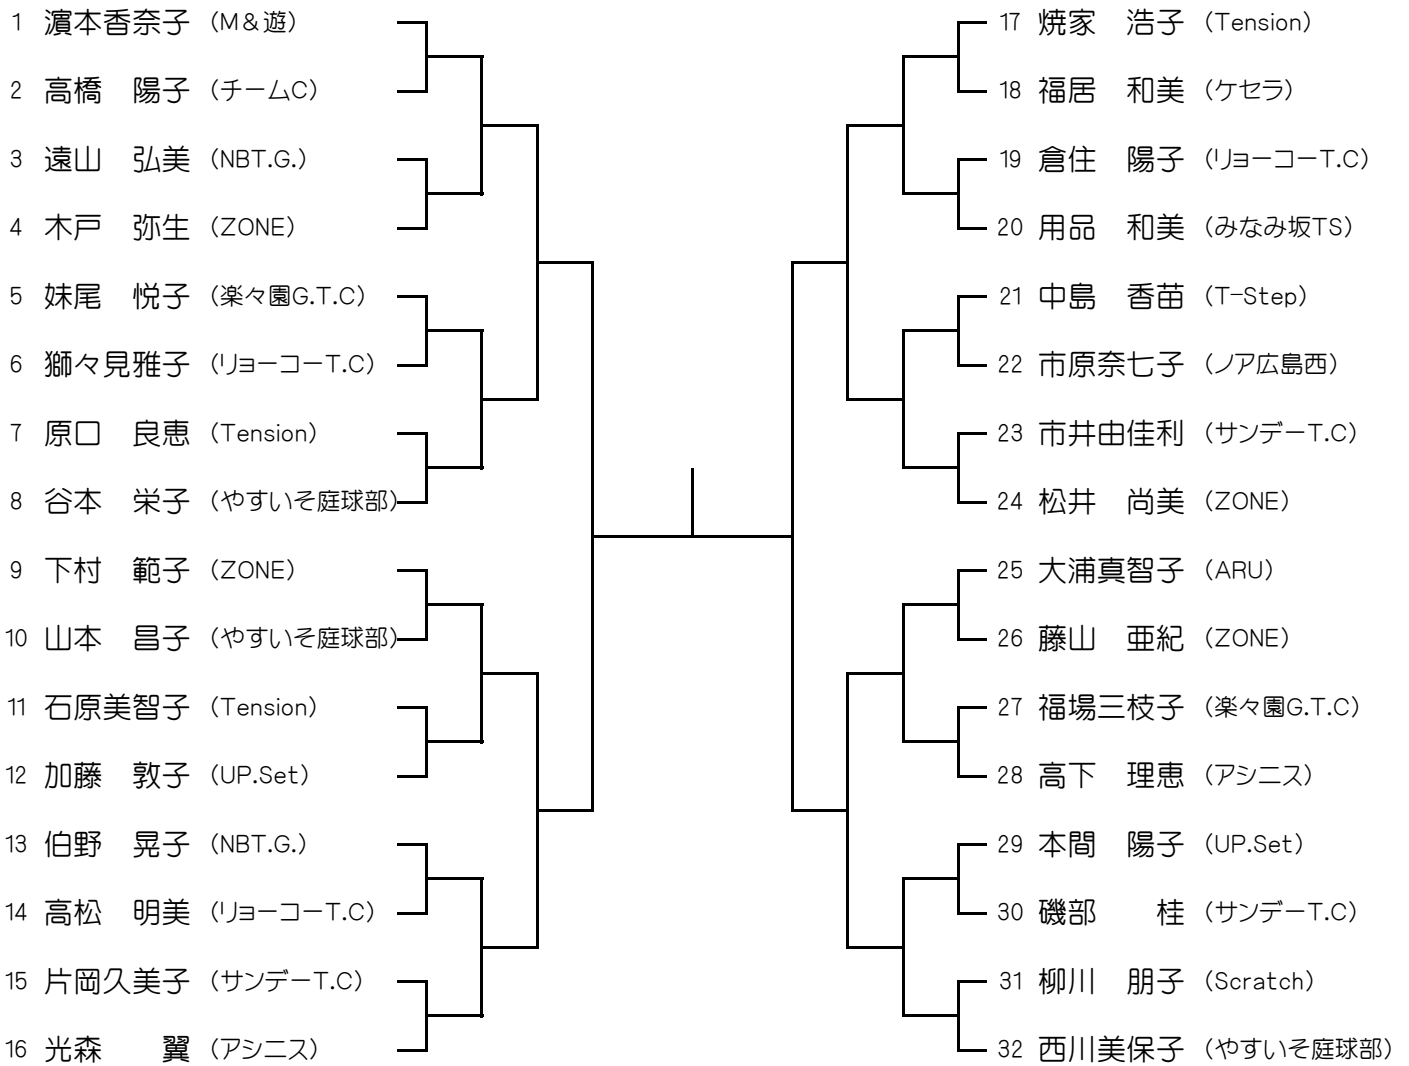 1 濵本香奈子 (M＆遊)
2 高橋　陽子 (チームC)
3 遠山　弘美 (NBT.G.)
4 木戸　弥生 (ZONE)
5 妹尾　悦子 (楽々園G.T.C)
6 獅々見雅子 (リョーコーT.C)
7 原口　良恵 (Tension)
8 谷本　栄子 (やすいそ庭球部)
9 下村　範子 (ZONE)
10 山本　昌子 (やすいそ庭球部)
11 石原美智子 (Tension)
12 加藤　敦子 (UP.Set)
13 伯野　晃子 (NBT.G.)
14 高松　明美 (リョーコーT.C)
15 片岡久美子 (サンデーT.C)
16 光森　　翼 (アシニス)
17 焼家　浩子 (Tension)
18 福居　和美 (ケセラ)
19 倉住　陽子 (リョーコーT.C)
20 用品　和美 (みなみ坂TS)
21 中島　香苗 (T-Step)
22 市原奈七子 (ノア広島西)
23 市井由佳利 (サンデーT.C)
24 松井　尚美 (ZONE)
25 大浦真智子 (ARU)
26 藤山　亜紀 (ZONE)
27 福場三枝子 (楽々園G.T.C)
28 高下　理恵 (アシニス)
29 本間　陽子 (UP.Set)
30 磯部　　桂 (サンデーT.C)
31 柳川　朋子 (Scratch)
32 西川美保子 (やすいそ庭球部)